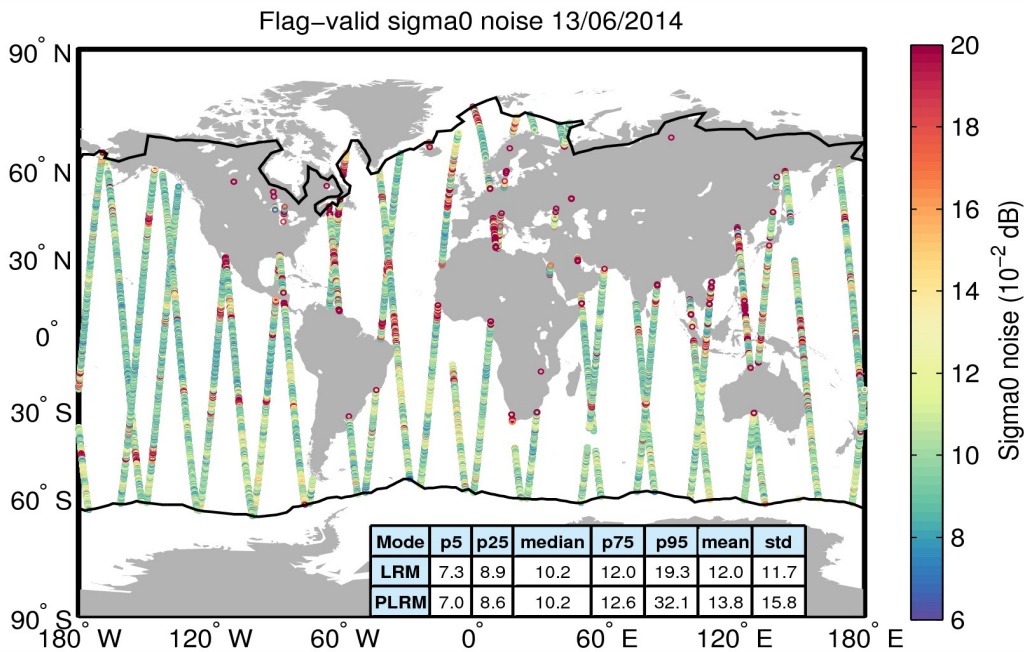 Flag−valid sigma0 noise 13/06/2014
90° N
60° N
30° N
0°
30° S
60° S
90° S
180° W 120° W 60° W 0° 60° E 120° E 180° E
Mode p5 p25 median p75 p95 mean std
LRM 7.3 8.9 10.2 12.0 19.3 12.0 11.7
PLRM 7.0 8.6 10.2 12.6 32.1 13.8 15.8
20
18
16
14
12
10
8
6
Sigma0 noise (10⁻² dB)